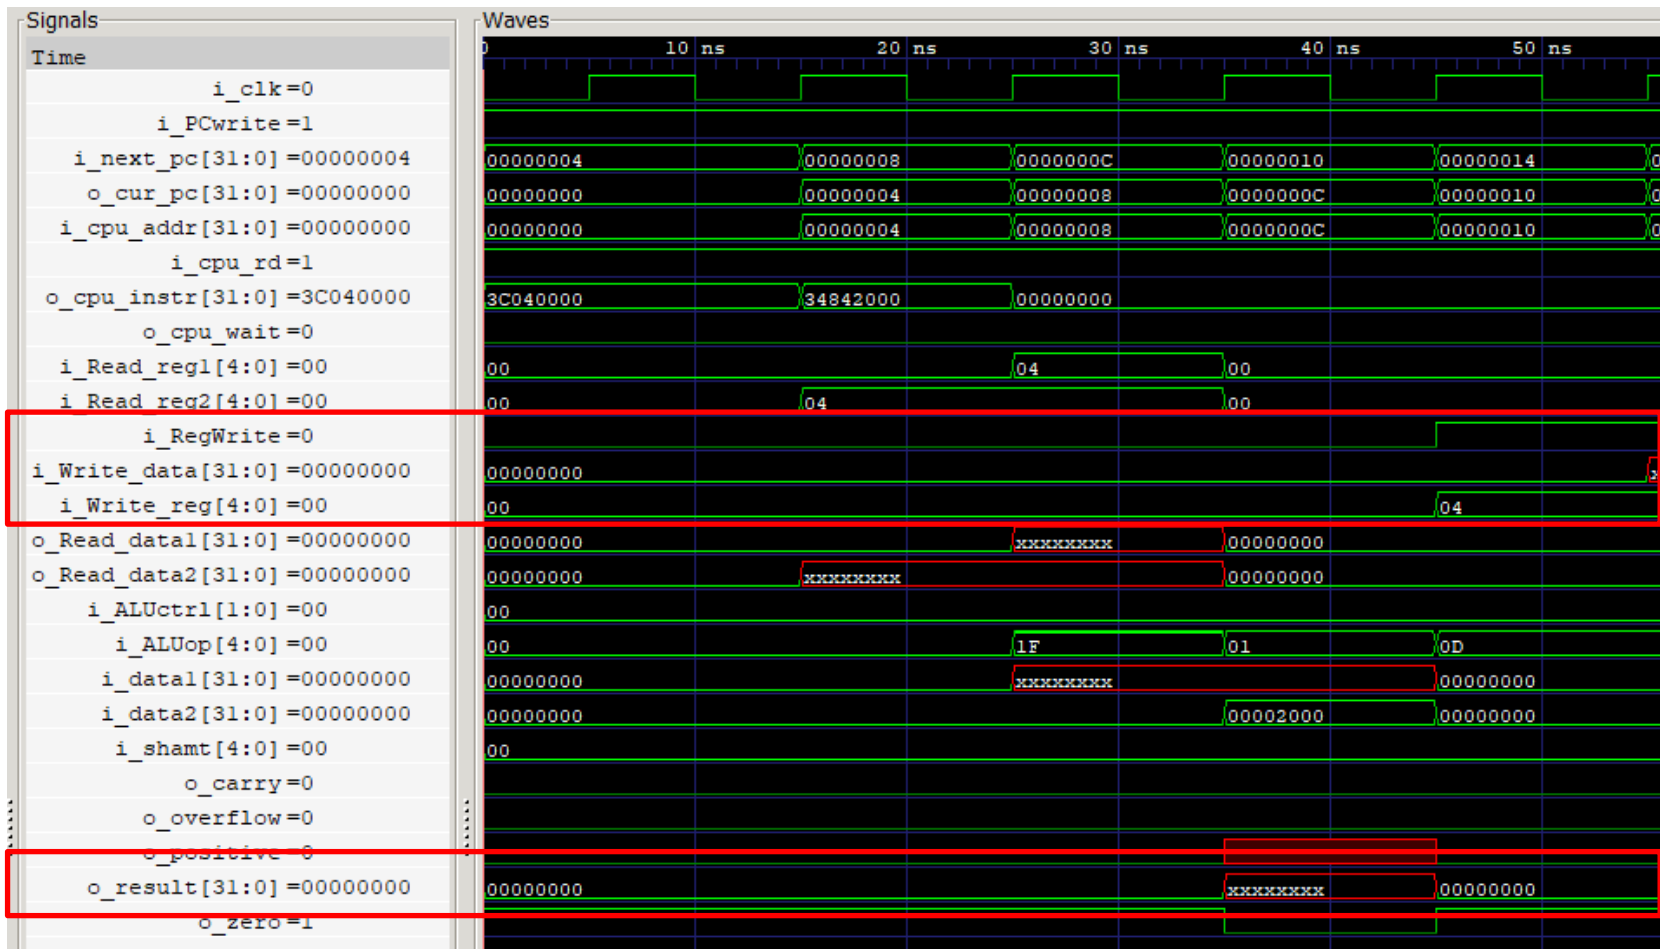 Signals Waves
Time 0 10 ns 20 ns 30 ns 40 ns 50 ns
i_clk=0
i_PCwrite=1
i_next_pc[31:0]=00000004 00000004 00000008 0000000C 00000010 00000014 0
o_cur_pc[31:0]=00000000 00000000 00000004 00000008 0000000C 00000010 0
i_cpu_addr[31:0]=00000000 00000000 00000004 00000008 0000000C 00000010 0
i_cpu_rd=1
o_cpu_instr[31:0]=3C040000 3C040000 34842000 00000000
o_cpu_wait=0
i_Read_reg1[4:0]=00 00 04 00
i_Read_reg2[4:0]=00 00 04 00
i_RegWrite=0
i_Write_data[31:0]=00000000 00000000 x
i_Write_reg[4:0]=00 00 04
o_Read_data1[31:0]=00000000 00000000 xxxxxxxx 00000000
o_Read_data2[31:0]=00000000 00000000 xxxxxxxx 00000000
i_ALUctrl[1:0]=00 00
i_ALUop[4:0]=00 00 1F 01 0D
i_data1[31:0]=00000000 00000000 xxxxxxxx 00000000
i_data2[31:0]=00000000 00000000 00002000 00000000
i_shamt[4:0]=00 00
o_carry=0
o_overflow=0
o_positive=0
o_result[31:0]=00000000 00000000 xxxxxxxx 00000000
o_zero=1